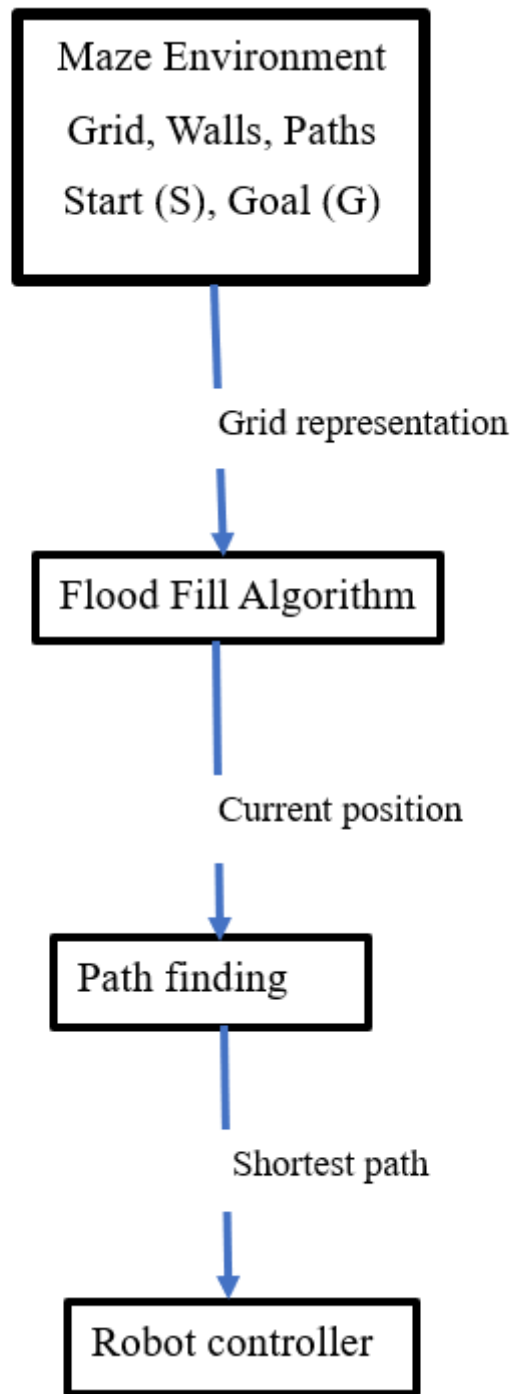 Maze Environment
Grid, Walls, Paths
Start (S), Goal (G)
Grid representation
Flood Fill Algorithm
Current position
Path finding
Shortest path
Robot controller